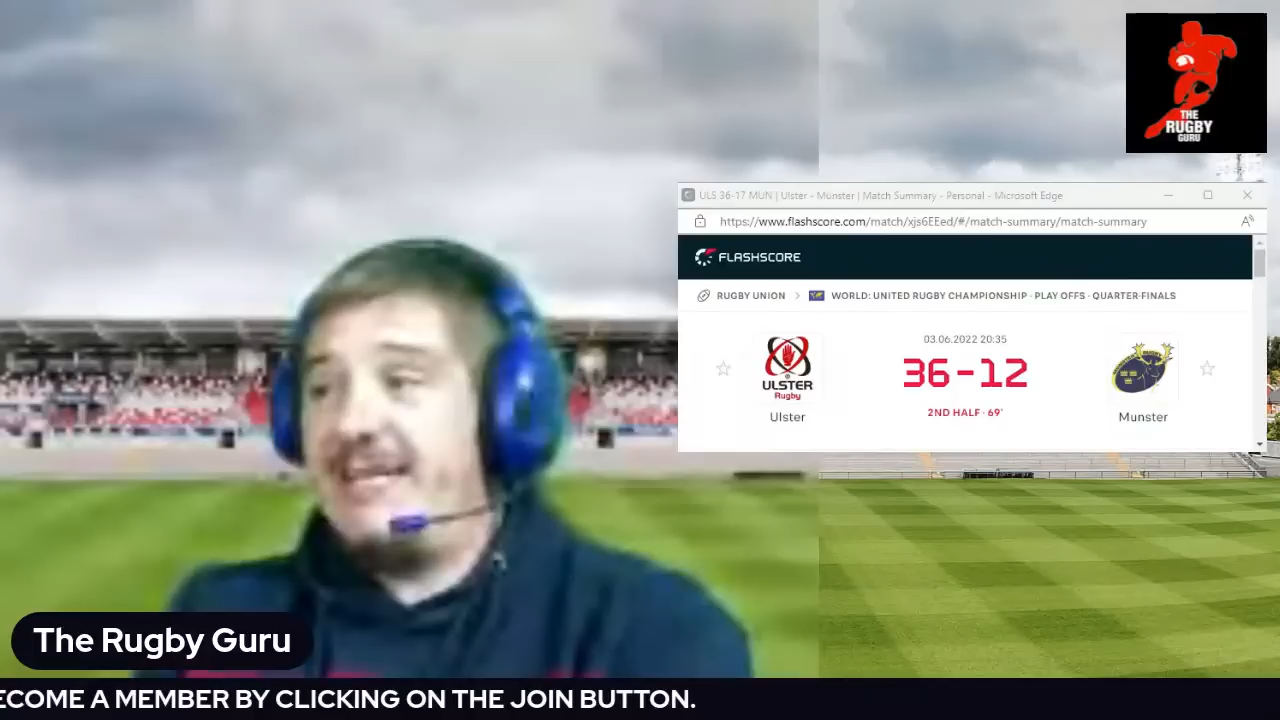 THE
RUGBY
GURU
ULS 36-17 MUN | Ulster - Munster | Match Summary - Personal - Microsoft Edge
https://www.flashscore.com/match/xjs6EEed/#/match-summary/match-summary
FLASHSCORE
RUGBY UNION > WORLD: UNITED RUGBY CHAMPIONSHIP - PLAY OFFS - QUARTER-FINALS
03.06.2022 20:35
36-12
2ND HALF - 69'
ULSTER
Rugby
Ulster
Munster
The Rugby Guru
ECOME A MEMBER BY CLICKING ON THE JOIN BUTTON.